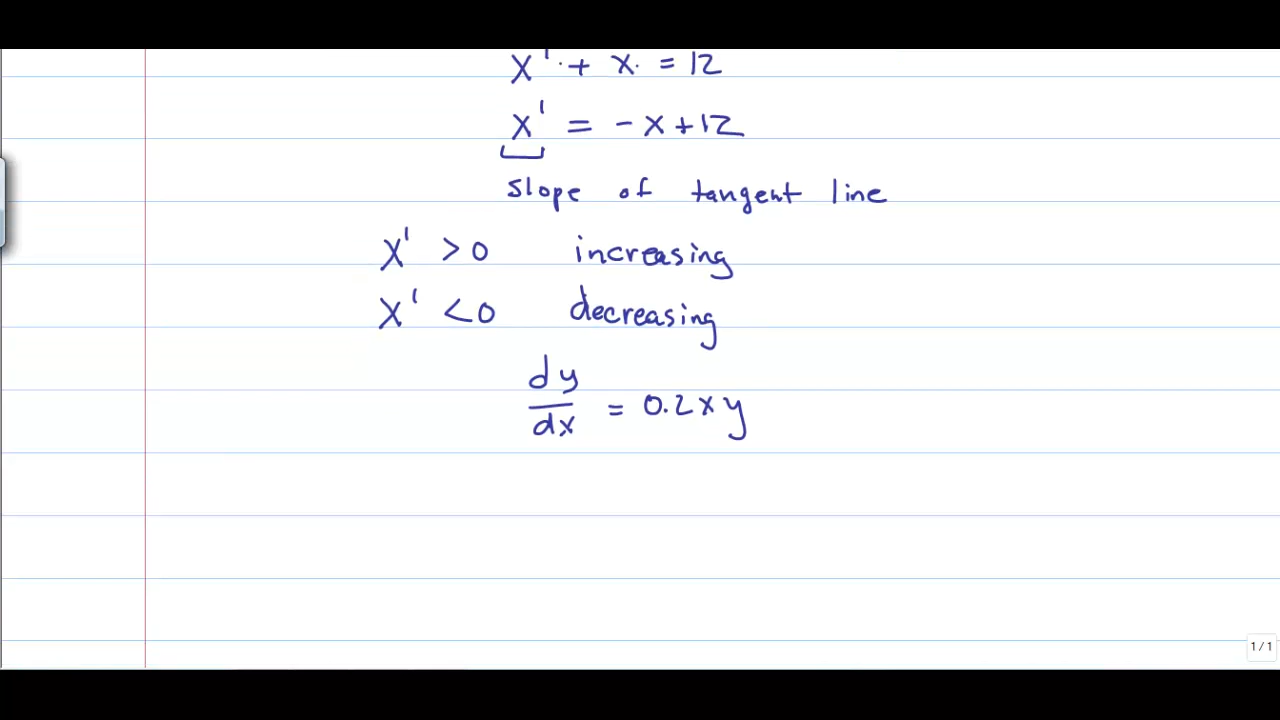 x' + x = 12
x' = -x+12
slope of tangent line
x' >0 increasing
x' <0 decreasing
dy/dx = 0.2xy
1 / 1